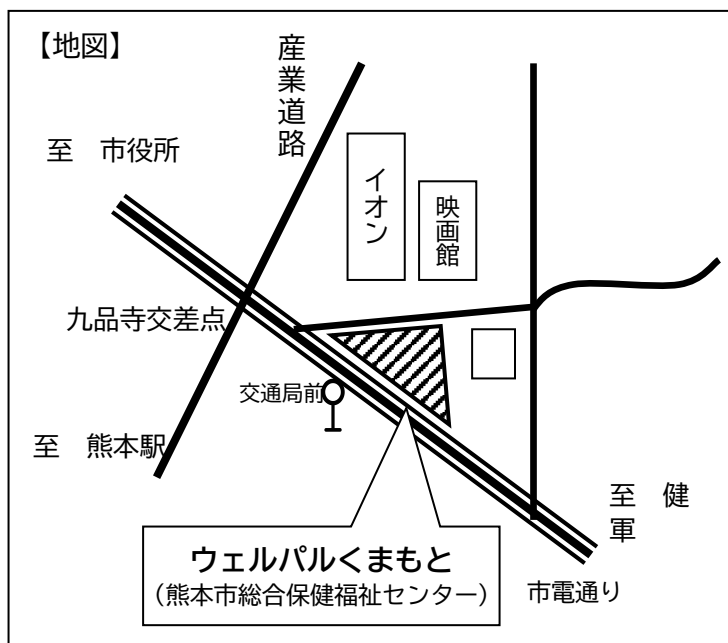 【地図】
産業道路
至　市役所
イオン
映画館
九品寺交差点
交通局前
至　熊本駅
至　健
軍
ウェルパルくまもと
（熊本市総合保健福祉センター）
市電通り